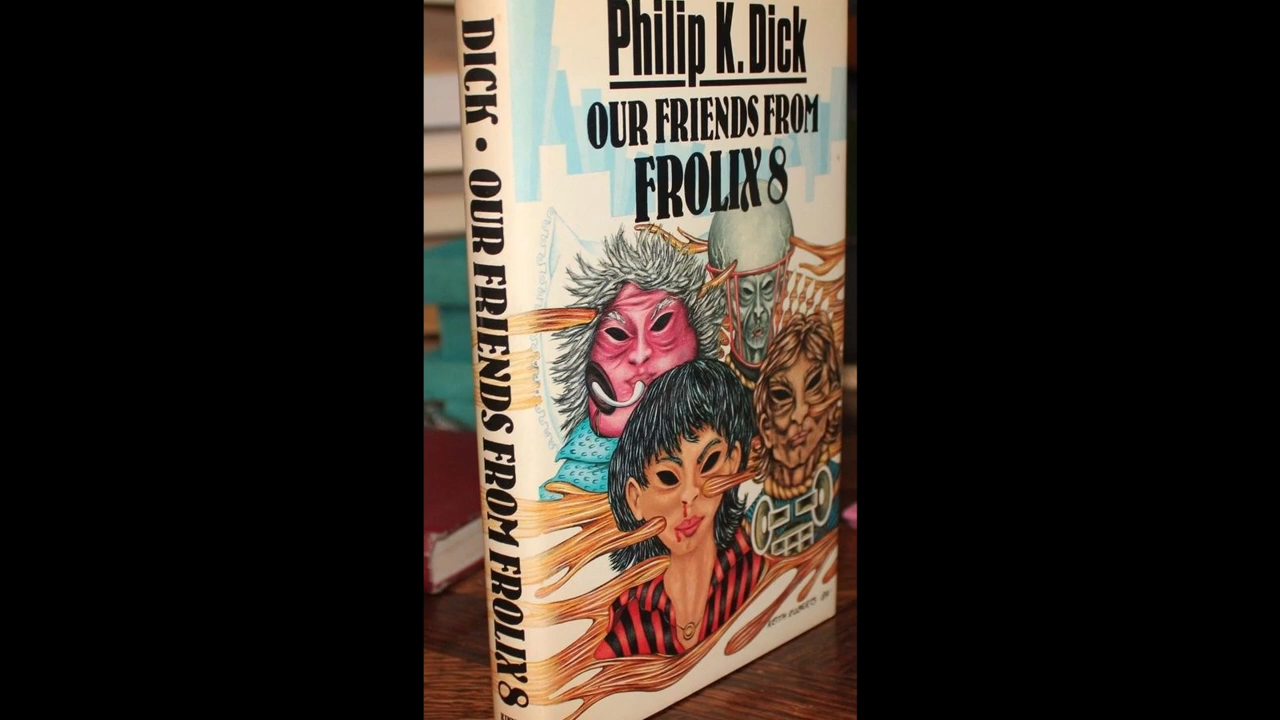 Philip K. Dick
OUR FRIENDS FROM
FROLIX 8
DICK • OUR FRIENDS FROM FROLIX 8